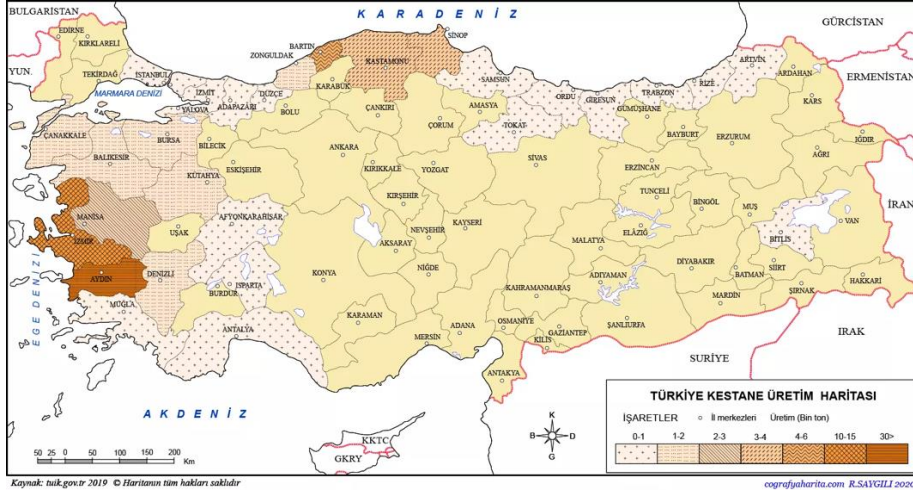 KARADENİZ
BULGARİSTAN
GÜRCİSTAN
EDİRNE
KIRKLARELİ
SİNOP
BARTIN
ZONGULDAK
KASTAMONU
TEKİRDAĞ
İSTANBUL
YUN.
MARMARA DENİZİ
İZMİT
ADAPAZARI
DÜZCE
KARABÜK
SAMSUN
ARTVİN
ARDAHAN
ERMENİSTAN
RİZE
TRABZON
ORDU
GİRESUN
YALOVA
BOLU
ÇANKIRI
AMASYA
GÜMÜŞHANE
KARS
ÇANAKKALE
BURSA
BİLECİK
ÇORUM
TOKAT
BAYBURT
ERZURUM
IĞDIR
BALIKESİR
ANKARA
SİVAS
AĞRI
ESKİŞEHİR
KIRIKKALE
YOZGAT
ERZİNCAN
KÜTAHYA
TUNCELİ
KIRŞEHİR
BİNGÖL
MUŞ
VAN
İRAN
MANİSA
AFYONKARAHİSAR
UŞAK
NEVŞEHİR
KAYSERİ
ELAZIĞ
BİTLİS
İZMİR
AKSARAY
MALATYA
EGE DENİZİ
AYDIN
DENİZLİ
KONYA
NİĞDE
DİYABAKIR
SİİRT
BATMAN
HAKKARİ
ISPARTA
BURDUR
ADIYAMAN
ŞIRNAK
KAHRAMANMARAŞ
MARDİN
MUĞLA
ANTALYA
KARAMAN
ADANA
OSMANİYE
GAZİANTEP
ŞANLIURFA
MERSİN
KİLİS
IRAK
SURİYE
ANTAKYA
AKDENİZ
TÜRKİYE KESTANE ÜRETİM HARİTASI
İŞARETLER
İl merkezleri
Üretim (Bin ton)
0-1 1-2 2-3 3-4 4-6 10-15 30>
K
B D
G
KKTC
GKRY
50 25 0 50 100 150 200
Km
Kaynak: tuik.gov.tr 2019 © Haritanın tüm hakları saklıdır
cografyaharita.com R.SAYGILI 2020